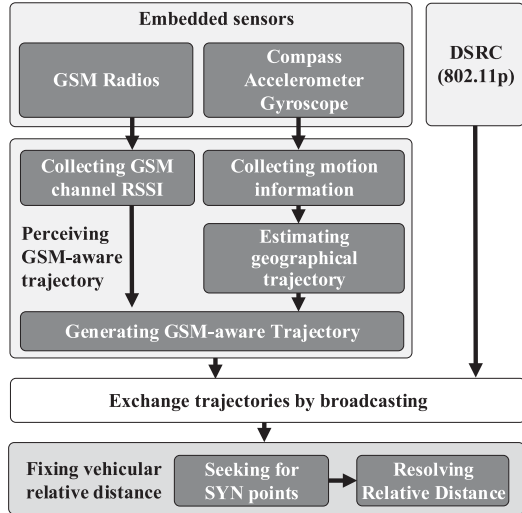 Embedded sensors
GSM Radios
Compass
Accelerometer
Gyroscope
DSRC
(802.11p)
Collecting GSM
channel RSSI
Collecting motion
information
Perceiving
GSM-aware
trajectory
Estimating
geographical
trajectory
Generating GSM-aware Trajectory
Exchange trajectories by broadcasting
Fixing vehicular
relative distance
Seeking for
SYN points
Resolving
Relative Distance